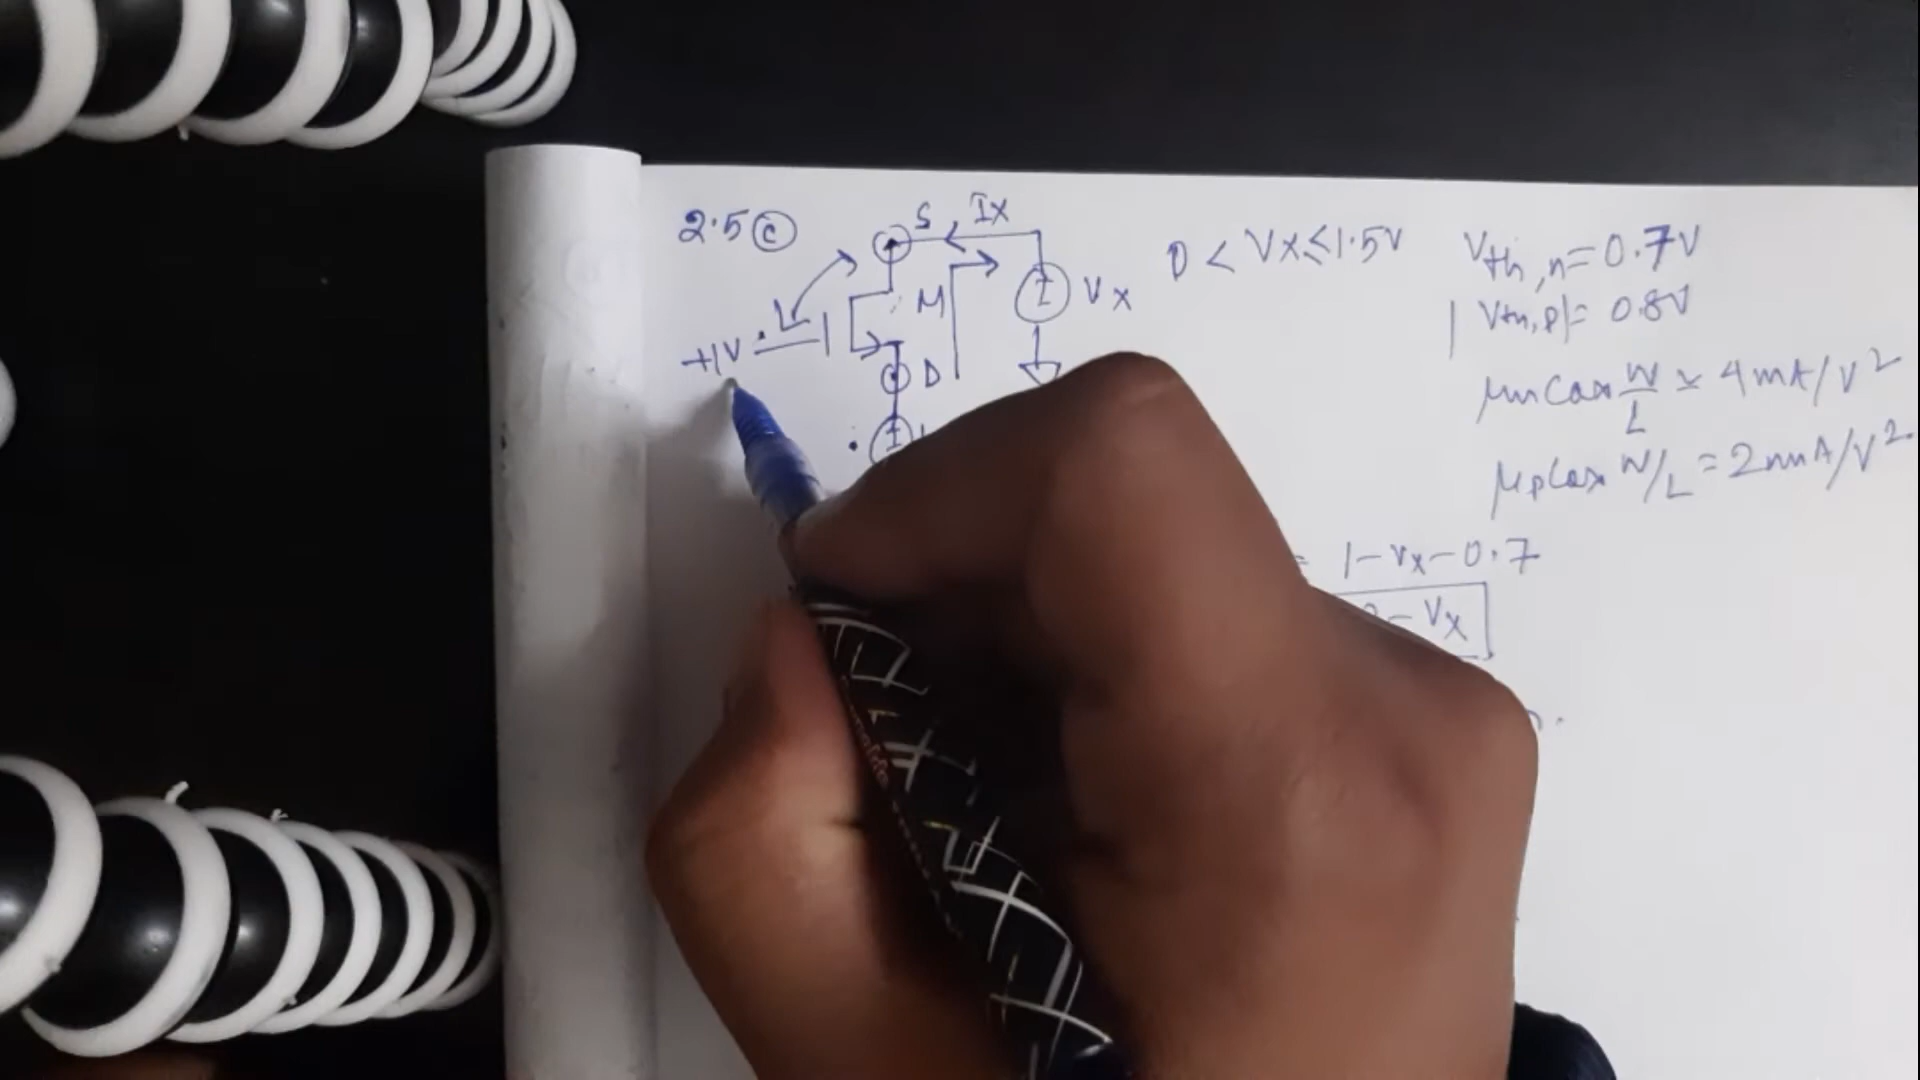 2.5 ⓒ
S Ix
0 < Vx ≤ 1.5V
Vth,n = 0.7V
M
Vx
|Vth,p| = 0.8V
+1V
D
μnCox W/L = 4mA/V²
μpCox W/L = 2mA/V²
= 1 - Vx - 0.7
- Vx